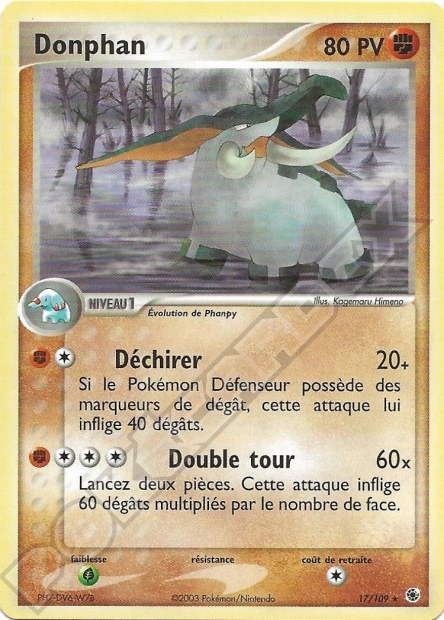 Donphan 80 PV
Illus. Kagemaru Himeno
NIVEAU 1
Évolution de Phanpy
Déchirer 20+
Si le Pokémon Défenseur possède des
marqueurs de dégât, cette attaque lui
inflige 40 dégâts.
Double tour 60x
Lancez deux pièces. Cette attaque inflige
60 dégâts multipliés par le nombre de face.
faiblesse résistance coût de retraite
©2003 Pokémon/Nintendo 17/109 ★